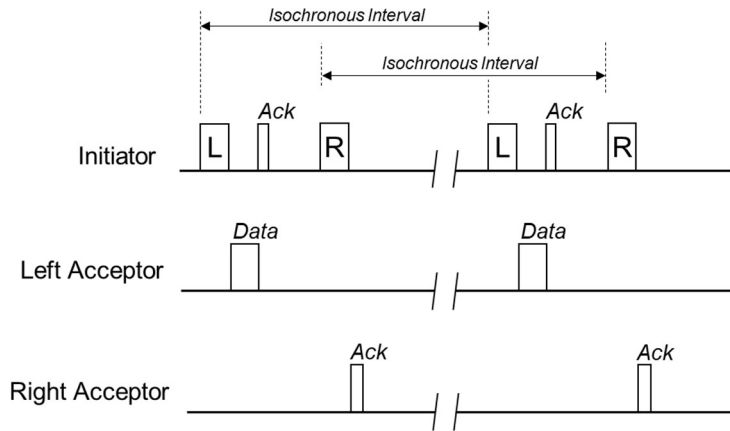 Isochronous Interval
Isochronous Interval
Ack
Ack
Initiator
L
R
L
R
Data
Data
Left Acceptor
Ack
Ack
Right Acceptor